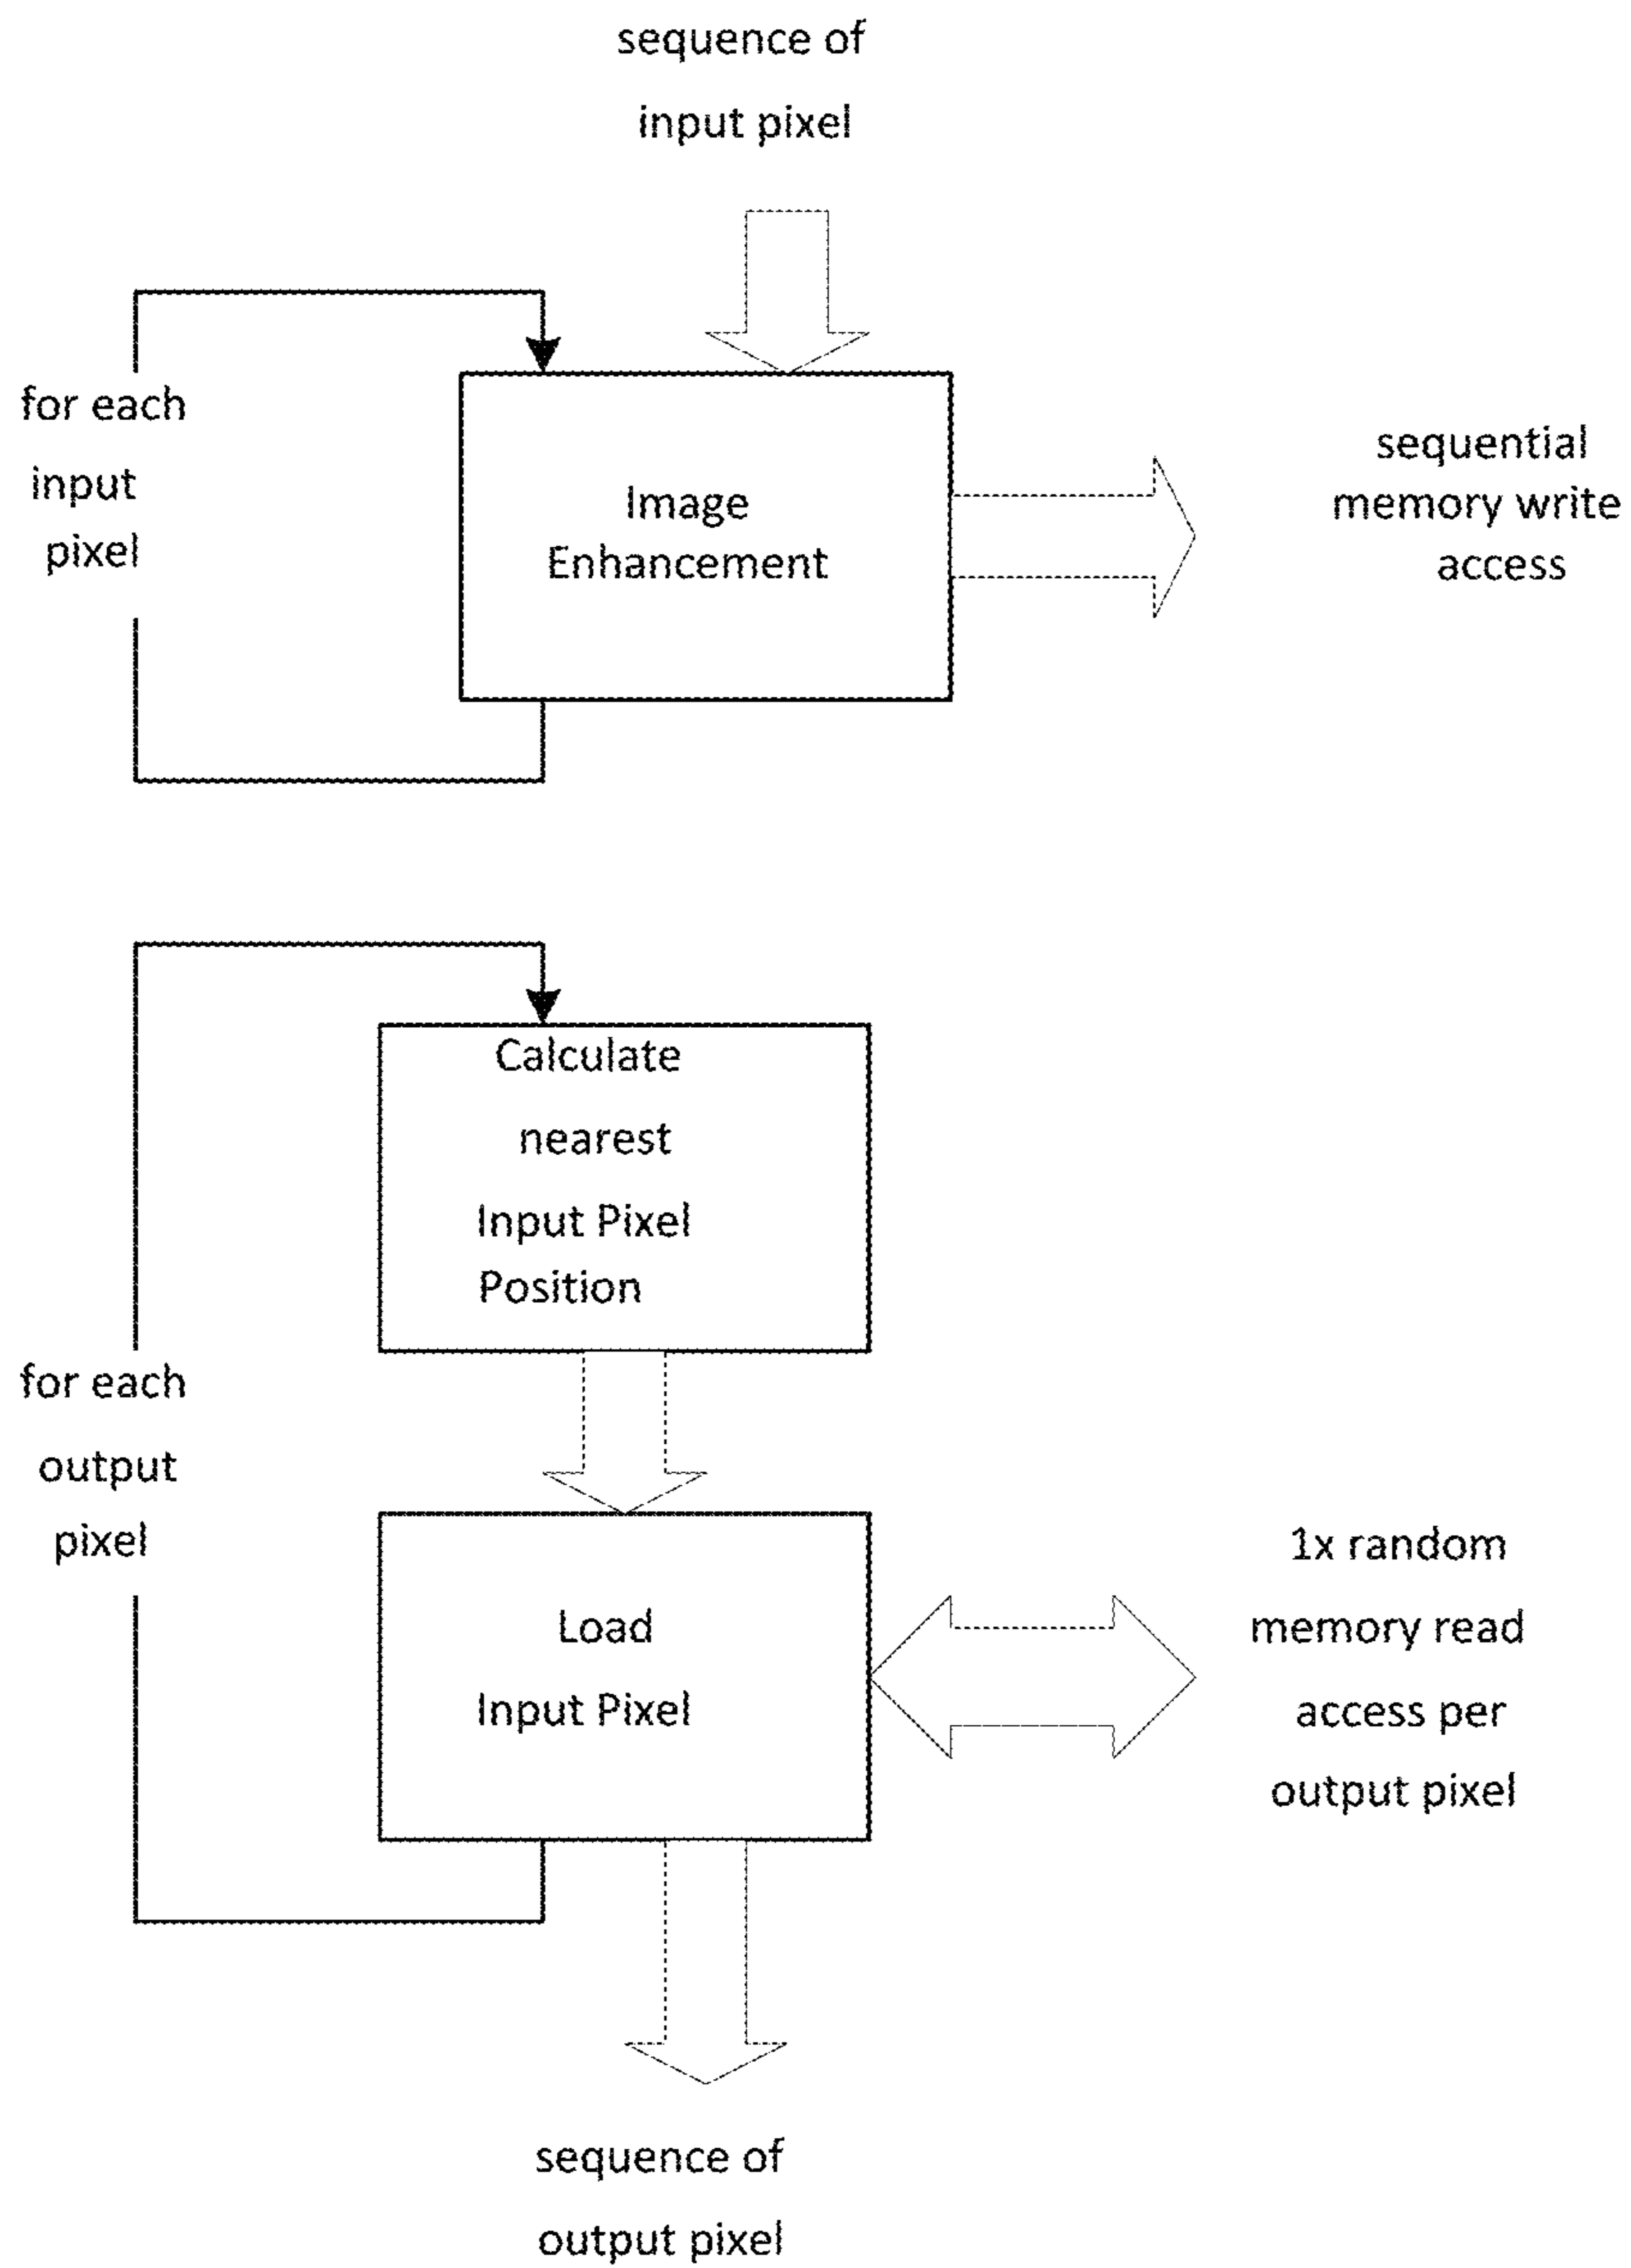 sequence of
input pixel
for each
input
pixel
Image
Enhancement
sequential
memory write
access
Calculate
nearest
Input Pixel
Position
for each
output
pixel
Load
Input Pixel
1x random
memory read
access per
output pixel
sequence of
output pixel